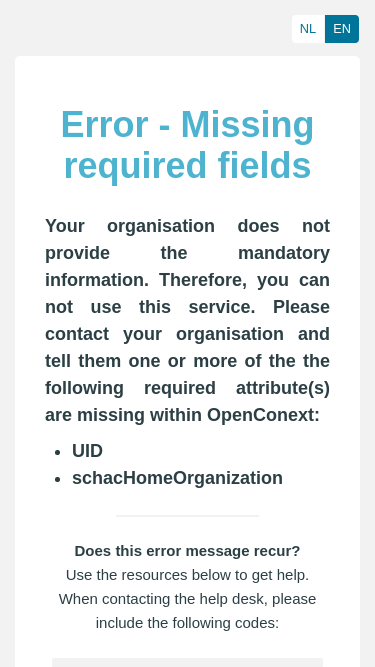 NL EN
Error - Missing
required fields
Your organisation does not
provide the mandatory
information. Therefore, you can
not use this service. Please
contact your organisation and
tell them one or more of the the
following required attribute(s)
are missing within OpenConext:
• UID
• schacHomeOrganization
Does this error message recur?
Use the resources below to get help.
When contacting the help desk, please
include the following codes: